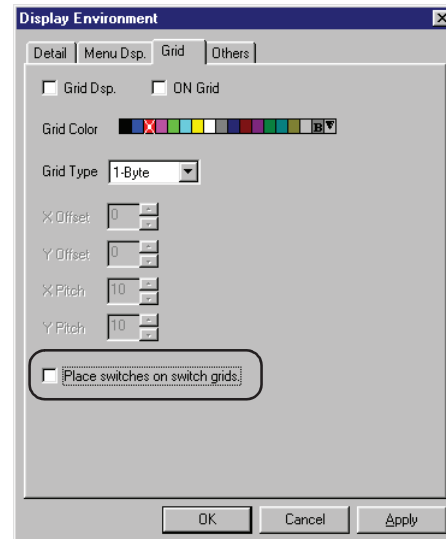 Display Environment
Detail Menu Dsp. Grid Others
Grid Dsp. ON Grid
Grid Color B
Grid Type 1-Byte
X Offset 0
Y Offset 0
X Pitch 10
Y Pitch 10
Place switches on switch grids.
OK Cancel Apply